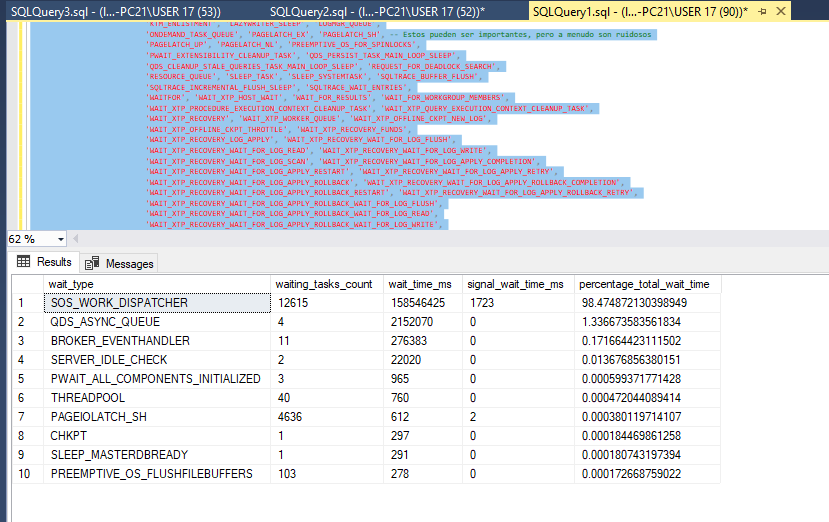 SQLQuery3.sql - (l...-PC21\USER 17 (53)) SQLQuery2.sql - (l...-PC21\USER 17 (52))* SQLQuery1.sql - (l...-PC21\USER 17 (90))*
'KTM_ENLISTMENT', 'LAZYWRITER_SLEEP', 'LOGMGR_QUEUE',
'ONDEMAND_TASK_QUEUE', 'PAGELATCH_EX', 'PAGELATCH_SH', -- Estos pueden ser importantes, pero a menudo son ruidosos
'PAGELATCH_UP', 'PAGELATCH_NL', 'PREEMPTIVE_OS_FOR_SPINLOCKS',
'PWAIT_EXTENSIBILITY_CLEANUP_TASK', 'QDS_PERSIST_TASK_MAIN_LOOP_SLEEP',
'QDS_CLEANUP_STALE_QUERIES_TASK_MAIN_LOOP_SLEEP', 'REQUEST_FOR_DEADLOCK_SEARCH',
'RESOURCE_QUEUE', 'SLEEP_TASK', 'SLEEP_SYSTEMTASK', 'SQLTRACE_BUFFER_FLUSH',
'SQLTRACE_INCREMENTAL_FLUSH_SLEEP', 'SQLTRACE_WAIT_ENTRIES',
'WAITFOR', 'WAIT_XTP_HOST_WAIT', 'WAIT_FOR_RESULTS', 'WAIT_FOR_WORKGROUP_MEMBERS',
'WAIT_XTP_PROCEDURE_EXECUTION_CONTEXT_CLEANUP_TASK', 'WAIT_XTP_QUERY_EXECUTION_CONTEXT_CLEANUP_TASK',
'WAIT_XTP_RECOVERY', 'WAIT_XTP_WORKER_QUEUE', 'WAIT_XTP_OFFLINE_CKPT_NEW_LOG',
'WAIT_XTP_OFFLINE_CKPT_THROTTLE', 'WAIT_XTP_RECOVERY_FUNDS',
'WAIT_XTP_RECOVERY_LOG_APPLY', 'WAIT_XTP_RECOVERY_WAIT_FOR_LOG_FLUSH',
'WAIT_XTP_RECOVERY_WAIT_FOR_LOG_READ', 'WAIT_XTP_RECOVERY_WAIT_FOR_LOG_WRITE',
'WAIT_XTP_RECOVERY_WAIT_FOR_LOG_SCAN', 'WAIT_XTP_RECOVERY_WAIT_FOR_LOG_APPLY_COMPLETION',
'WAIT_XTP_RECOVERY_WAIT_FOR_LOG_APPLY_RESTART', 'WAIT_XTP_RECOVERY_WAIT_FOR_LOG_APPLY_RETRY',
'WAIT_XTP_RECOVERY_WAIT_FOR_LOG_APPLY_ROLLBACK', 'WAIT_XTP_RECOVERY_WAIT_FOR_LOG_APPLY_ROLLBACK_COMPLETION',
'WAIT_XTP_RECOVERY_WAIT_FOR_LOG_APPLY_ROLLBACK_RESTART', 'WAIT_XTP_RECOVERY_WAIT_FOR_LOG_APPLY_ROLLBACK_RETRY',
'WAIT_XTP_RECOVERY_WAIT_FOR_LOG_APPLY_ROLLBACK_WAIT_FOR_LOG_FLUSH',
'WAIT_XTP_RECOVERY_WAIT_FOR_LOG_APPLY_ROLLBACK_WAIT_FOR_LOG_READ',
'WAIT_XTP_RECOVERY_WAIT_FOR_LOG_APPLY_ROLLBACK_WAIT_FOR_LOG_WRITE',
62 %
Results Messages
wait_type waiting_tasks_count wait_time_ms signal_wait_time_ms percentage_total_wait_time
1 SOS_WORK_DISPATCHER 12615 158546425 1723 98.474872130398949
2 QDS_ASYNC_QUEUE 4 2152070 0 1.336673583561834
3 BROKER_EVENTHANDLER 11 276383 0 0.171664423111502
4 SERVER_IDLE_CHECK 2 22020 0 0.013676856380151
5 PWAIT_ALL_COMPONENTS_INITIALIZED 3 965 0 0.000599371771428
6 THREADPOOL 40 760 0 0.000472044089414
7 PAGEIOLATCH_SH 4636 612 2 0.000380119714107
8 CHKPT 1 297 0 0.000184469861258
9 SLEEP_MASTERDBREADY 1 291 0 0.000180743197394
10 PREEMPTIVE_OS_FLUSHFILEBUFFERS 103 278 0 0.000172668759022